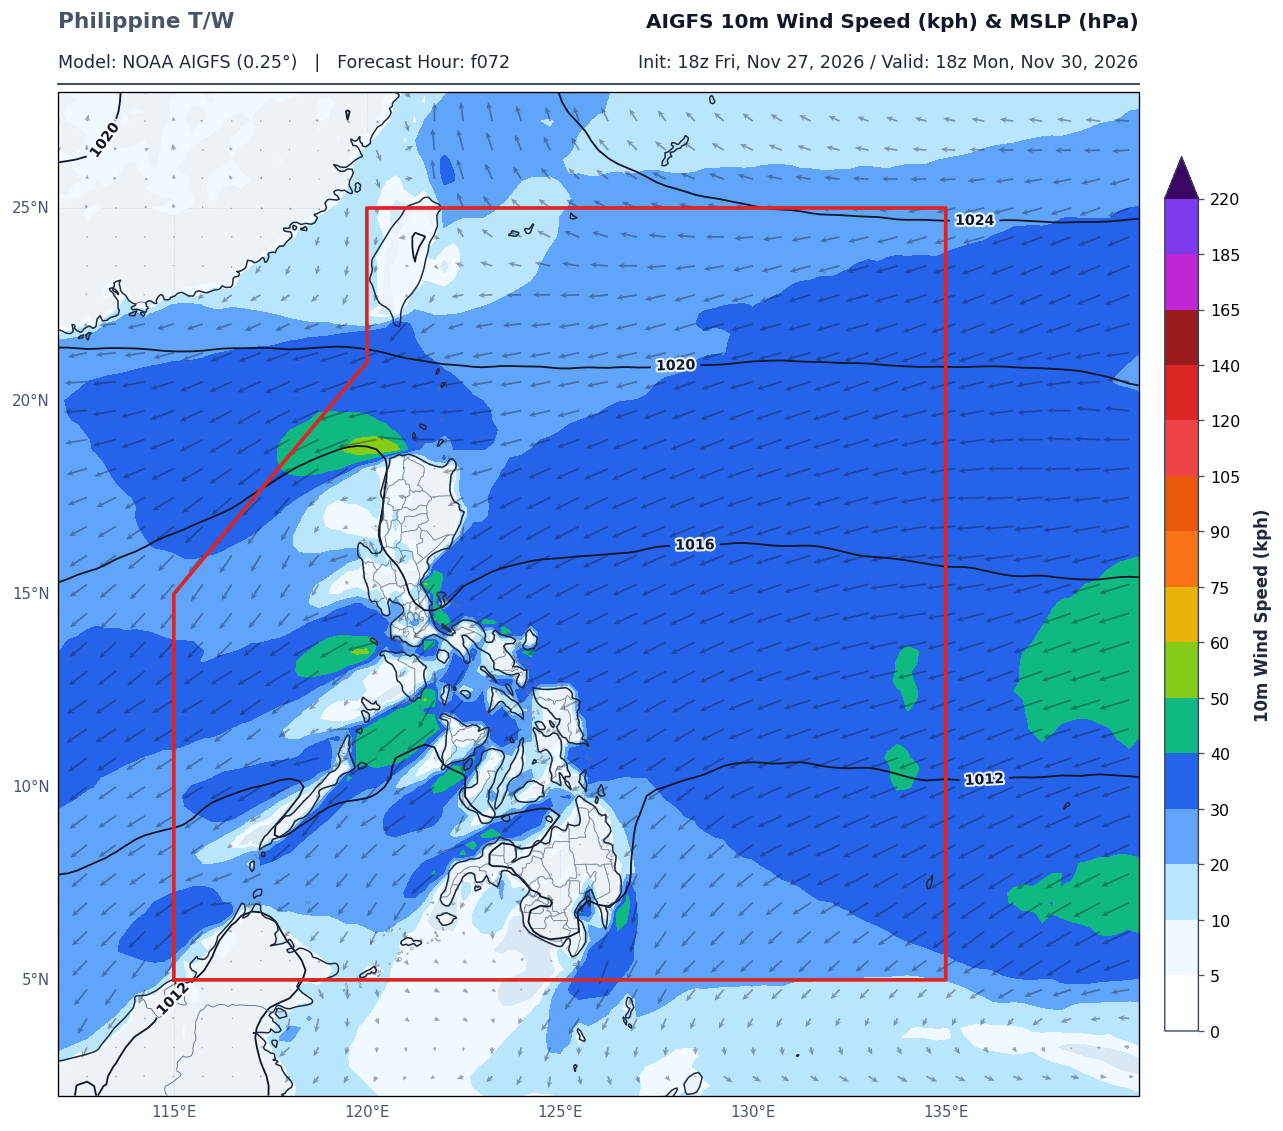 Philippine T/W
AIGFS 10m Wind Speed (kph) & MSLP (hPa)
Model: NOAA AIGFS (0.25°)   |   Forecast Hour: f072
Init: 18z Fri, Nov 27, 2026 / Valid: 18z Mon, Nov 30, 2026
1020
25°N
1024
1020
20°N
1016
15°N
1012
10°N
5°N
1012
115°E
120°E
125°E
130°E
135°E
220
185
165
140
120
105
90
75
60
50
40
30
20
10
5
0
10m Wind Speed (kph)